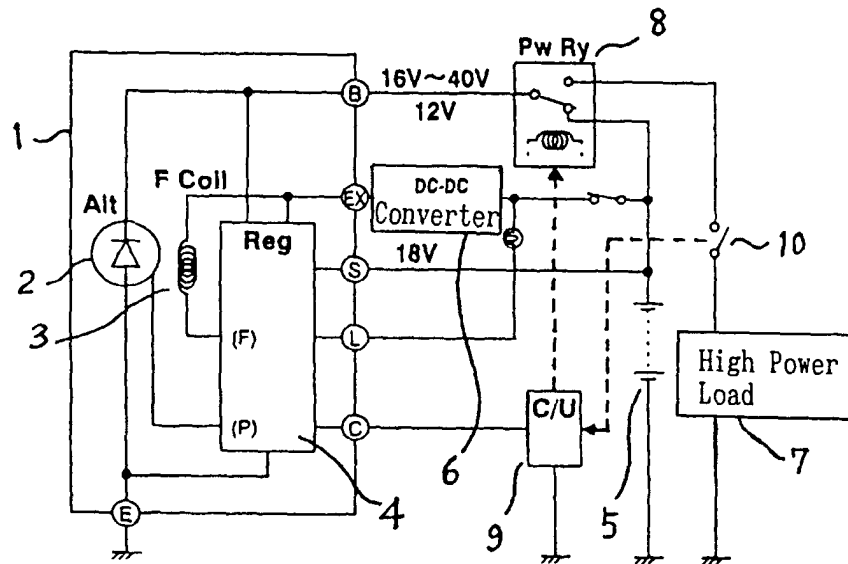 8
Pw Ry
16V~40V
B
12V
1
F Coil
DC-DC
Converter
EX
Alt
Reg
10
2
18V
S
3
(F)
L
High Power
Load
C/U
(P)
C
6
7
4
9
5
E